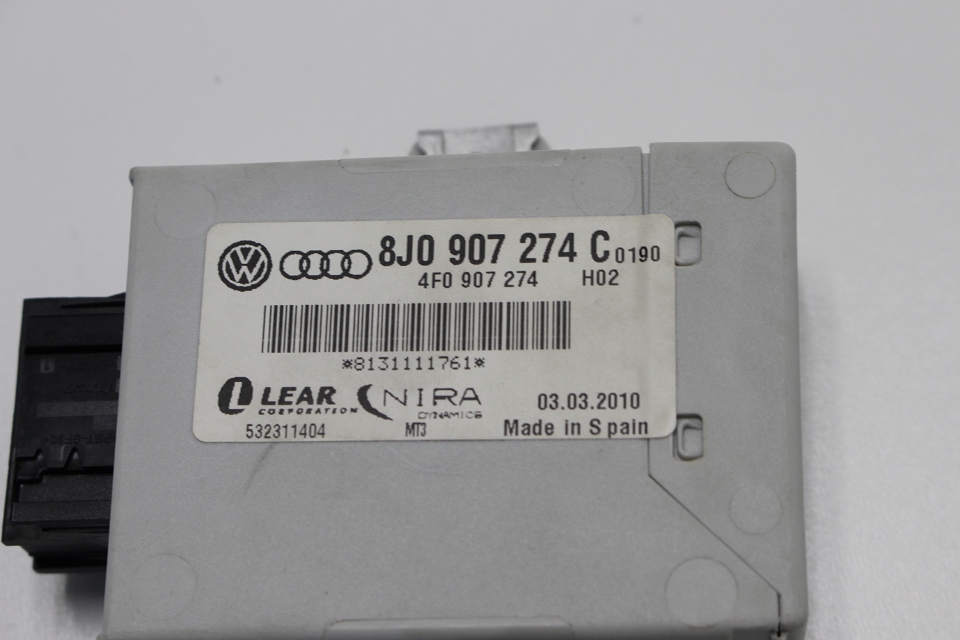 8J0 907 274 C 0190
4F0 907 274 H02
*8131111761*
LEAR CORPORATION NIRA DYNAMICS 03.03.2010
532311404 MT3 Made in Spain